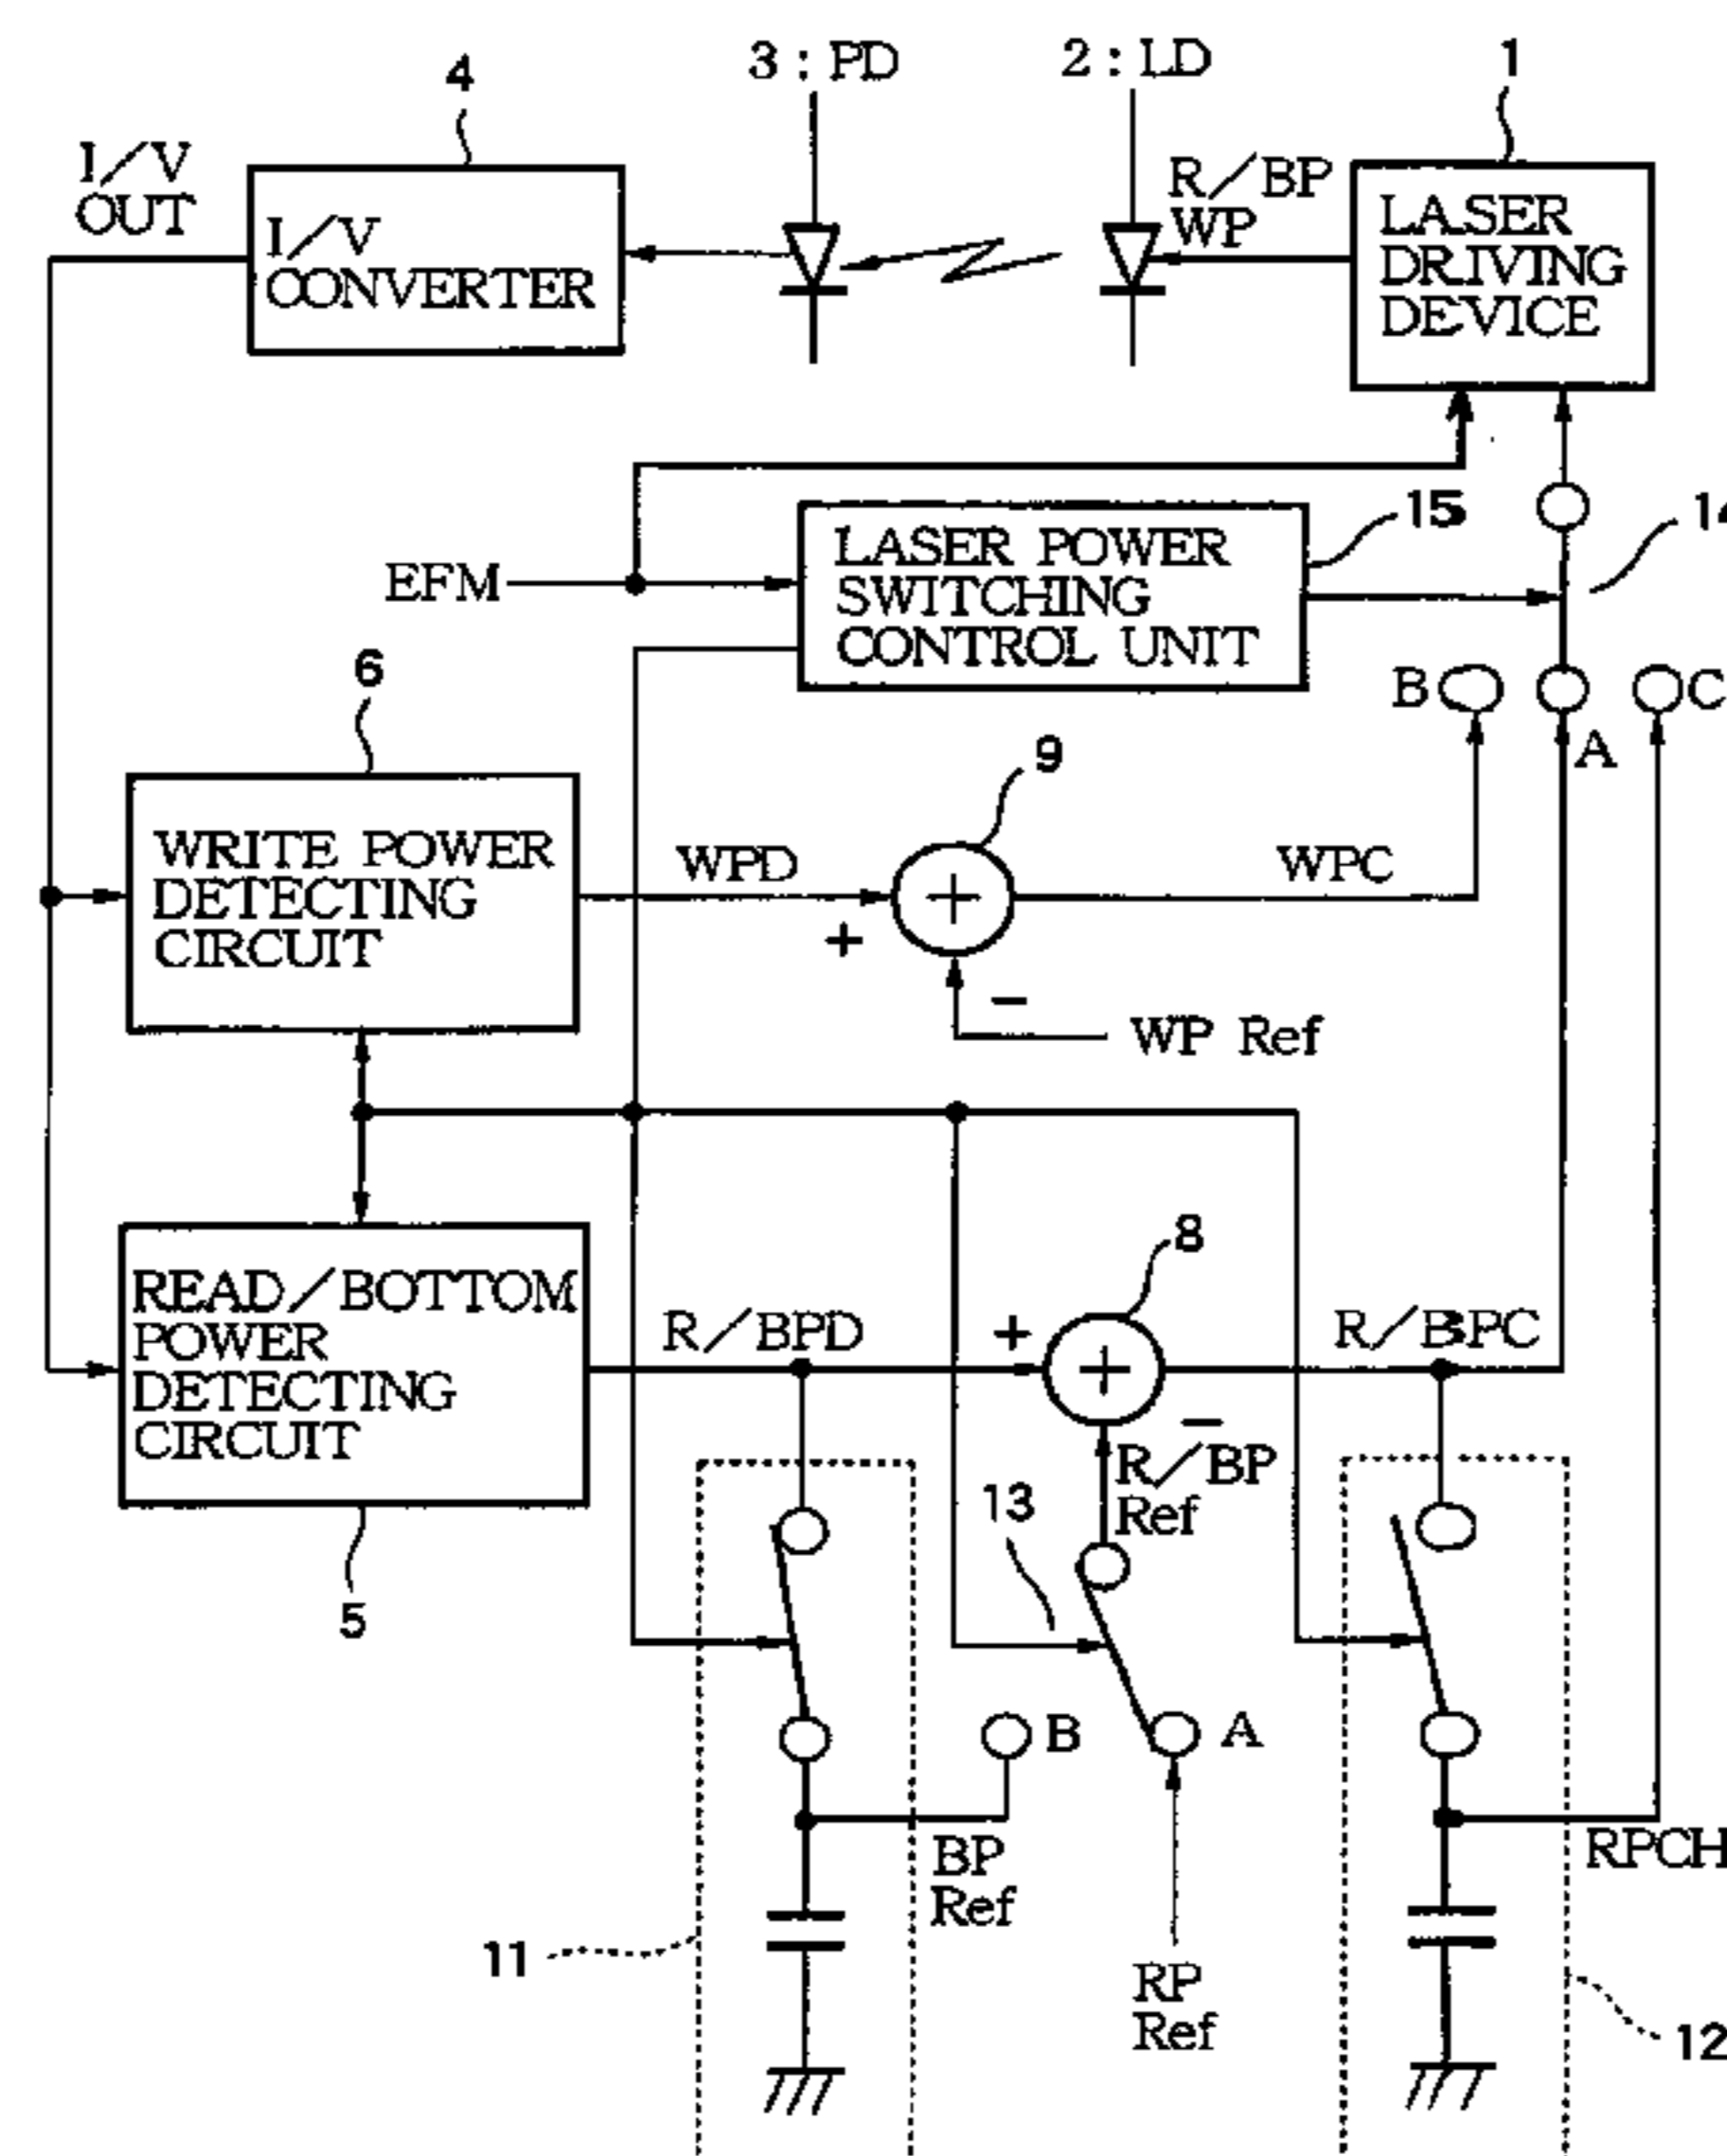 4
3 : PD
2 : LD
1
I/V
OUT
I/V
CONVERTER
R/BP
WP
LASER
DRIVING
DEVICE
EFM
LASER POWER
SWITCHING
CONTROL UNIT
15
14
6
B
A
C
9
WRITE POWER
DETECTING
CIRCUIT
WPD
+
+
WPC
−
WP Ref
8
READ/BOTTOM
POWER
DETECTING
CIRCUIT
R/BPD
+
+
R/BPC
−
R/BP
Ref
13
5
B
A
BP
Ref
RPCH
11
RP
Ref
12